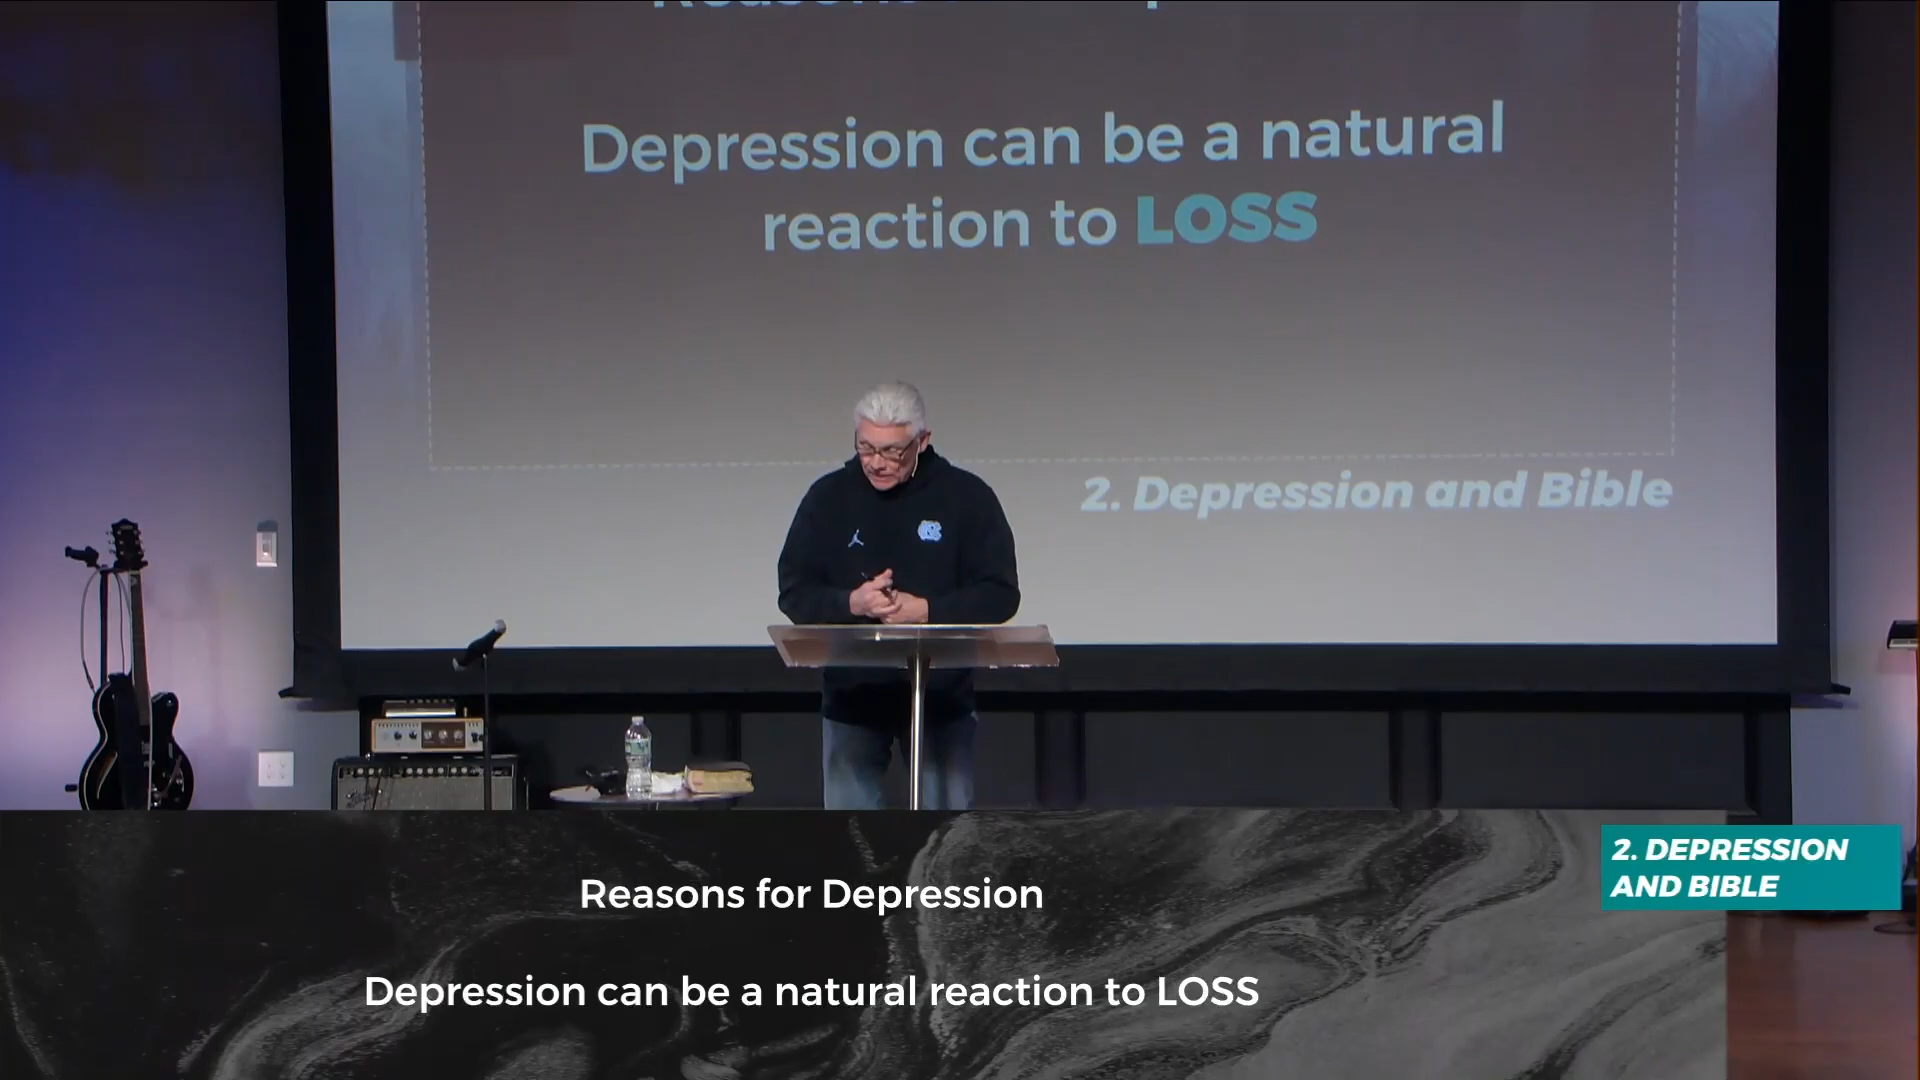 Depression can be a natural
reaction to LOSS
2. Depression and Bible
Reasons for Depression
Depression can be a natural reaction to LOSS
2. DEPRESSION
AND BIBLE